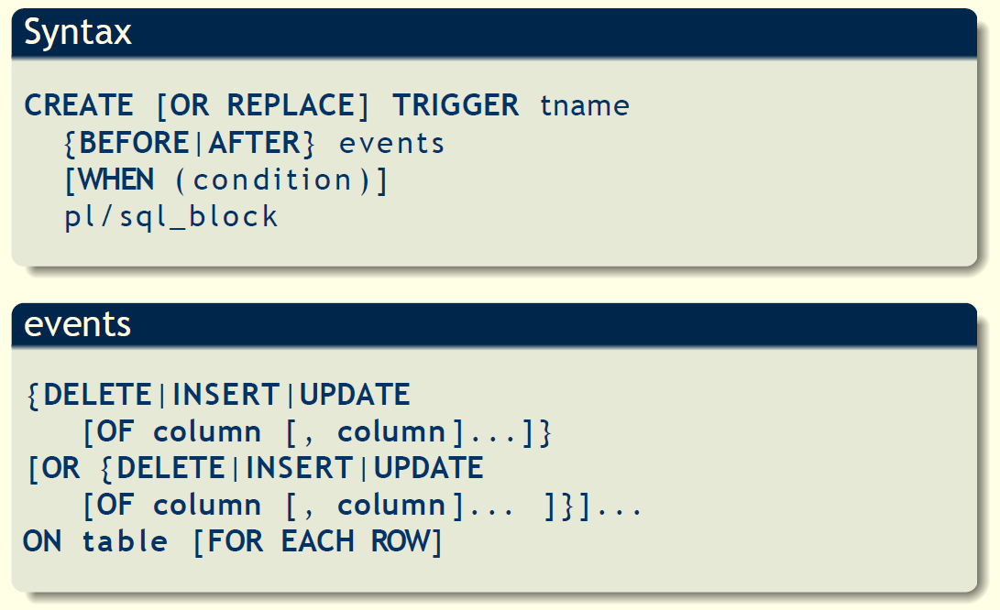 Syntax
CREATE [OR REPLACE] TRIGGER tname
{BEFORE|AFTER} events
[WHEN (condition)]
pl/sql_block
events
{DELETE|INSERT|UPDATE
[OF column [, column]...]}
[OR {DELETE|INSERT|UPDATE
[OF column [, column]... ]}]...
ON table [FOR EACH ROW]